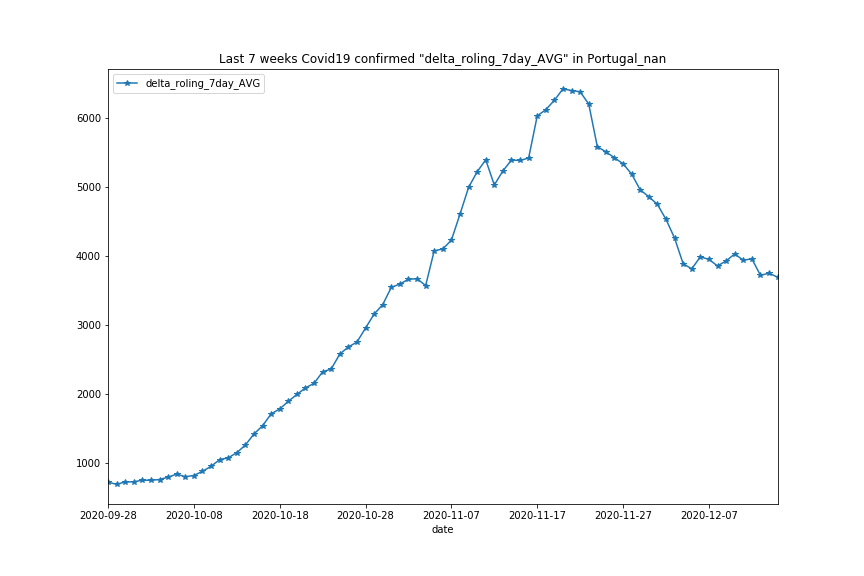 Last 7 weeks Covid19 confirmed "delta_roling_7day_AVG" in Portugal_nan
delta_roling_7day_AVG
6000
5000
4000
3000
2000
1000
2020-09-28 2020-10-08 2020-10-18 2020-10-28 2020-11-07 2020-11-17 2020-11-27 2020-12-07
date